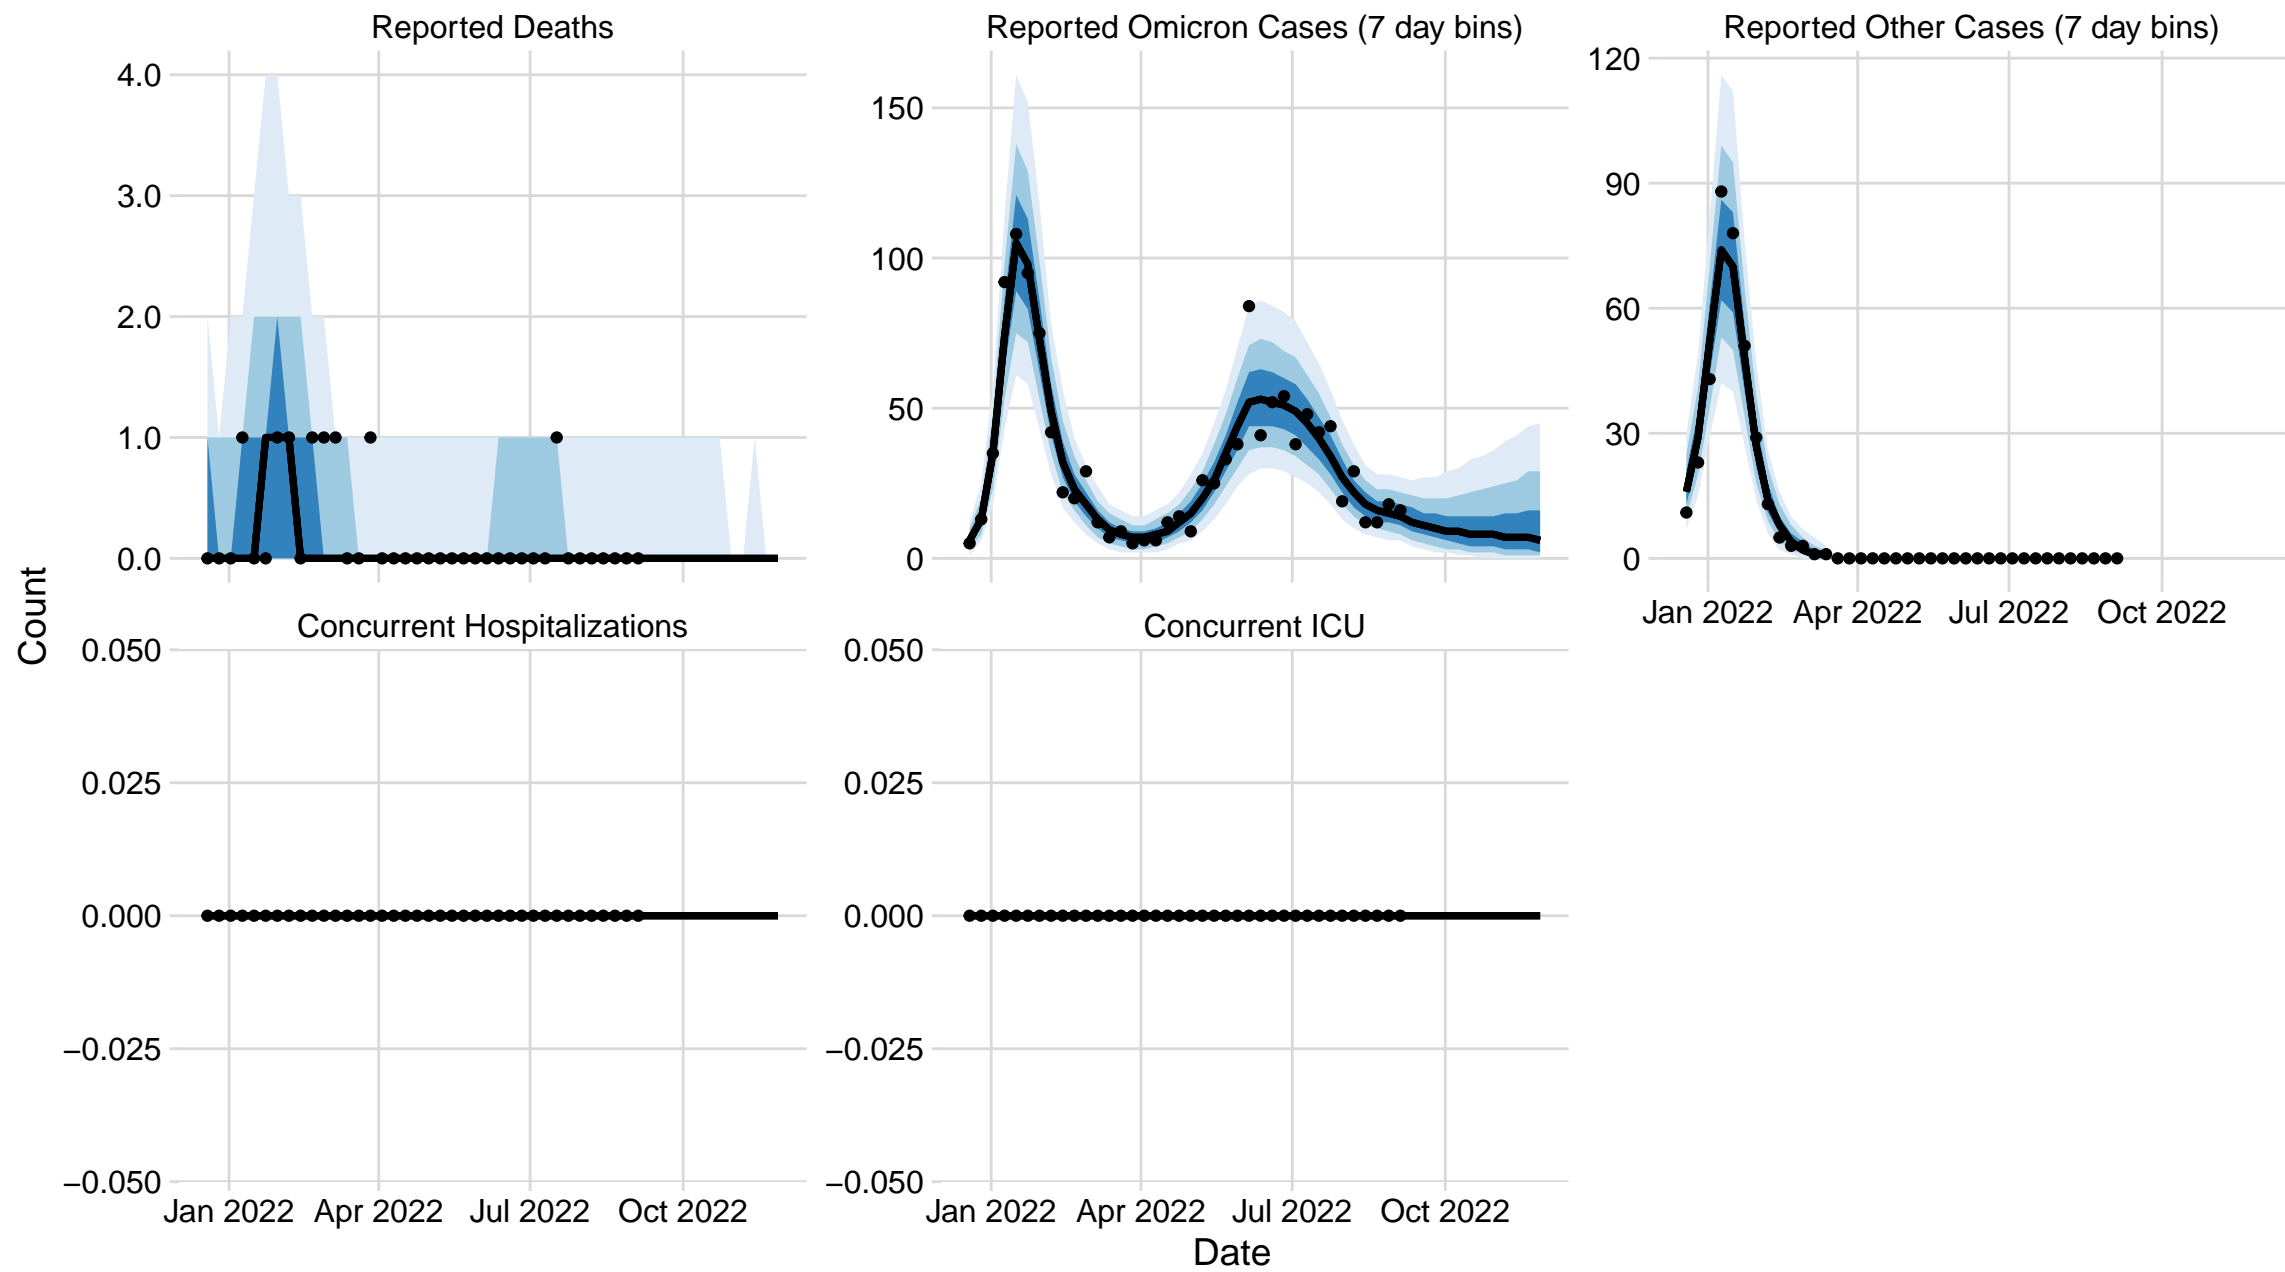 Reported Deaths
Reported Omicron Cases (7 day bins)
Reported Other Cases (7 day bins)
4.0
3.0
2.0
1.0
0.0
150
100
50
0
120
90
60
30
0
Jan 2022 Apr 2022 Jul 2022 Oct 2022
Count
Concurrent Hospitalizations
Concurrent ICU
0.050
0.025
0.000
−0.025
−0.050
0.050
0.025
0.000
−0.025
−0.050
Jan 2022 Apr 2022 Jul 2022 Oct 2022
Jan 2022 Apr 2022 Jul 2022 Oct 2022
Date